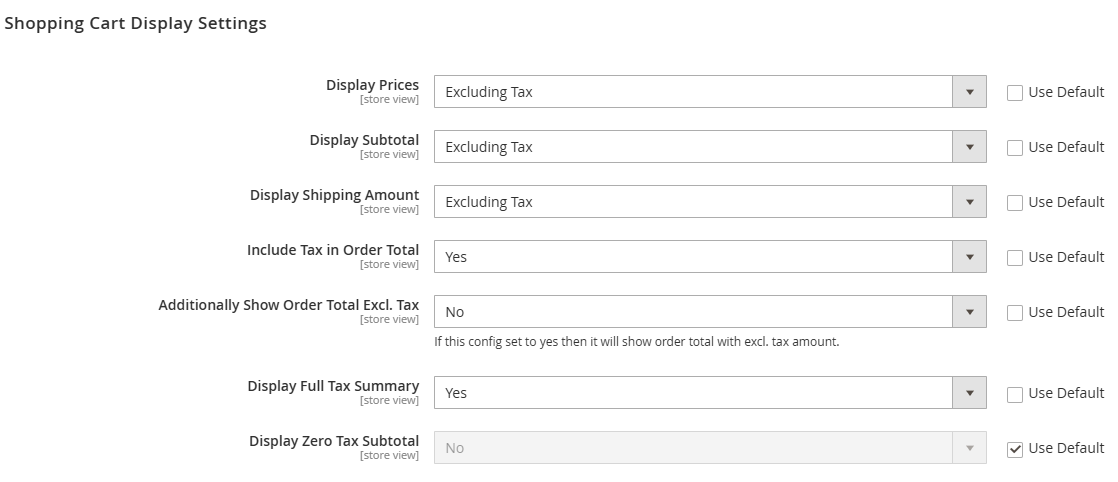 Shopping Cart Display Settings
Display Prices
[store view]
Excluding Tax
Use Default
Display Subtotal
[store view]
Excluding Tax
Use Default
Display Shipping Amount
[store view]
Excluding Tax
Use Default
Include Tax in Order Total
[store view]
Yes
Use Default
Additionally Show Order Total Excl. Tax
[store view]
No
Use Default
If this config set to yes then it will show order total with excl. tax amount.
Display Full Tax Summary
[store view]
Yes
Use Default
Display Zero Tax Subtotal
[store view]
No
Use Default